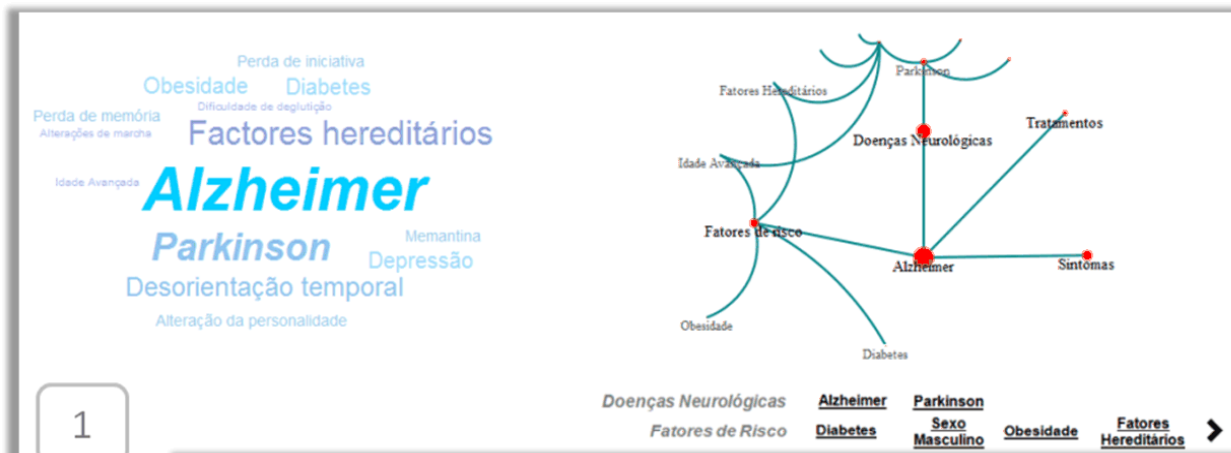 Perda de iniciativa
Obesidade Diabetes
Dificuldade de deglutição
Perda de memória
Alterações de marcha
Factores hereditários
Idade Avançada
Alzheimer
Parkinson
Memantina
Depressão
Desorientação temporal
Alteração da personalidade
1
Parkinson
Fatores Hereditários
Tratamentos
Doenças Neurológicas
Idade Avançada
Fatores de risco
Alzheimer
Sintomas
Obesidade
Diabetes
Doenças Neurológicas Alzheimer Parkinson
Fatores de Risco Diabetes Sexo Masculino Obesidade Fatores Hereditários